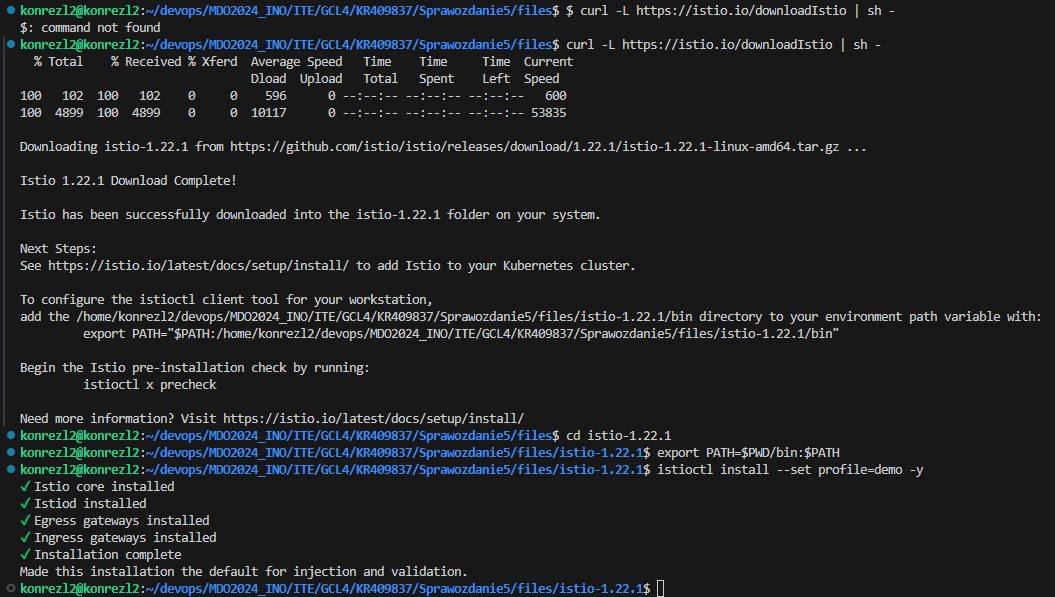 konrezl2@konrezl2:~/devops/MDO2024_INO/ITE/GCL4/KR409837/Sprawozdanie5/files$ $ curl -L https://istio.io/downloadIstio | sh -
$: command not found
konrezl2@konrezl2:~/devops/MDO2024_INO/ITE/GCL4/KR409837/Sprawozdanie5/files$ curl -L https://istio.io/downloadIstio | sh -
  % Total    % Received % Xferd  Average Speed   Time    Time     Time  Current
                                 Dload  Upload   Total   Spent    Left  Speed
100   102  100   102    0     0    596      0 --:--:-- --:--:-- --:--:--   600
100  4899  100  4899    0     0  10117      0 --:--:-- --:--:-- --:--:-- 53835
Downloading istio-1.22.1 from https://github.com/istio/istio/releases/download/1.22.1/istio-1.22.1-linux-amd64.tar.gz ...
Istio 1.22.1 Download Complete!
Istio has been successfully downloaded into the istio-1.22.1 folder on your system.
Next Steps:
See https://istio.io/latest/docs/setup/install/ to add Istio to your Kubernetes cluster.
To configure the istioctl client tool for your workstation,
add the /home/konrezl2/devops/MDO2024_INO/ITE/GCL4/KR409837/Sprawozdanie5/files/istio-1.22.1/bin directory to your environment path variable with:
        export PATH="$PATH:/home/konrezl2/devops/MDO2024_INO/ITE/GCL4/KR409837/Sprawozdanie5/files/istio-1.22.1/bin"
Begin the Istio pre-installation check by running:
        istioctl x precheck
Need more information? Visit https://istio.io/latest/docs/setup/install/
konrezl2@konrezl2:~/devops/MDO2024_INO/ITE/GCL4/KR409837/Sprawozdanie5/files$ cd istio-1.22.1
konrezl2@konrezl2:~/devops/MDO2024_INO/ITE/GCL4/KR409837/Sprawozdanie5/files/istio-1.22.1$ export PATH=$PWD/bin:$PATH
konrezl2@konrezl2:~/devops/MDO2024_INO/ITE/GCL4/KR409837/Sprawozdanie5/files/istio-1.22.1$ istioctl install --set profile=demo -y
✓ Istio core installed
✓ Istiod installed
✓ Egress gateways installed
✓ Ingress gateways installed
✓ Installation complete
Made this installation the default for injection and validation.
konrezl2@konrezl2:~/devops/MDO2024_INO/ITE/GCL4/KR409837/Sprawozdanie5/files/istio-1.22.1$